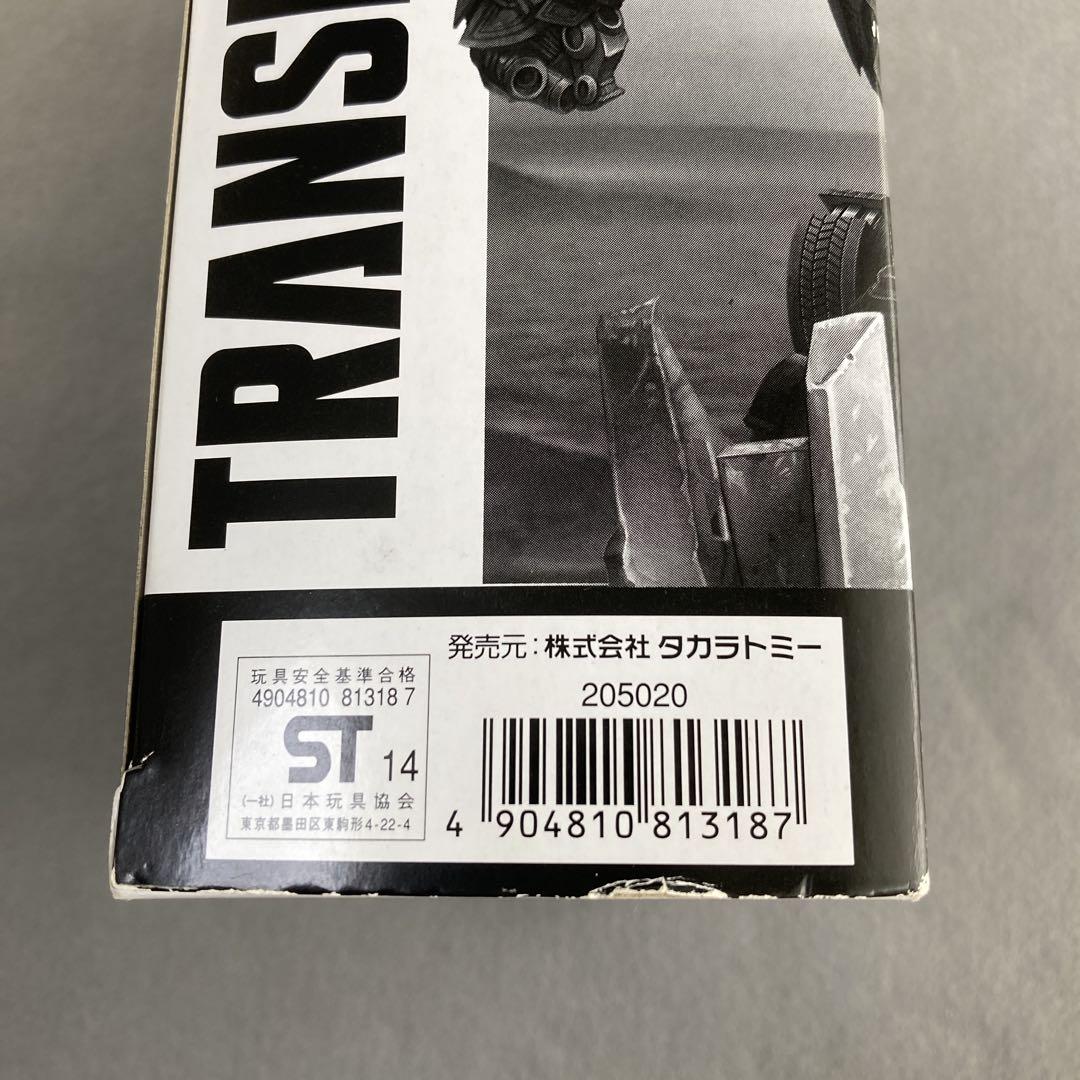 TRANS
玩具安全基準合格
4904810 81318 7
ST 14
(一社)日本玩具協会
東京都墨田区東駒形4-22-4
発売元:株式会社 タカラトミー
205020
4 904810 813187